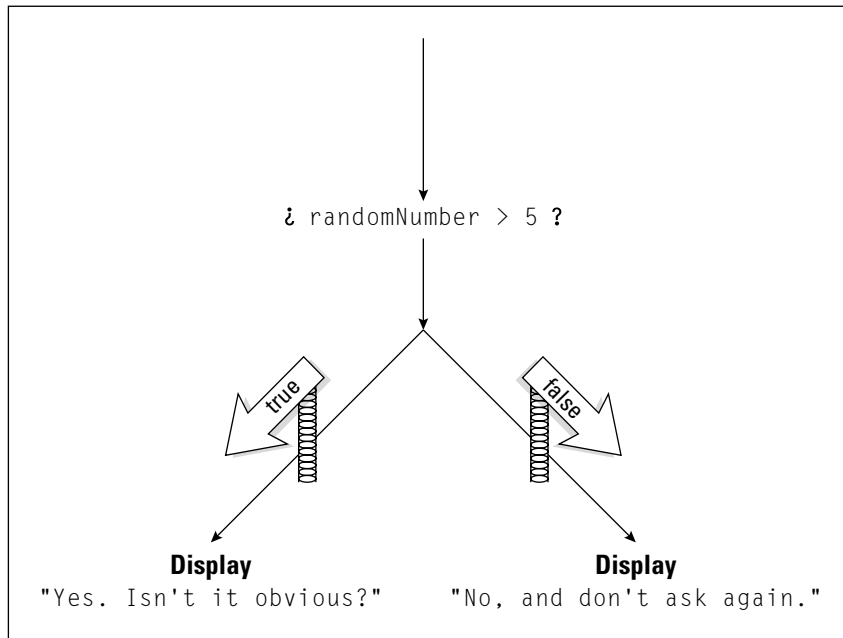 ¿ randomNumber > 5 ?
true
false
Display
"Yes. Isn't it obvious?"
Display
"No, and don't ask again."